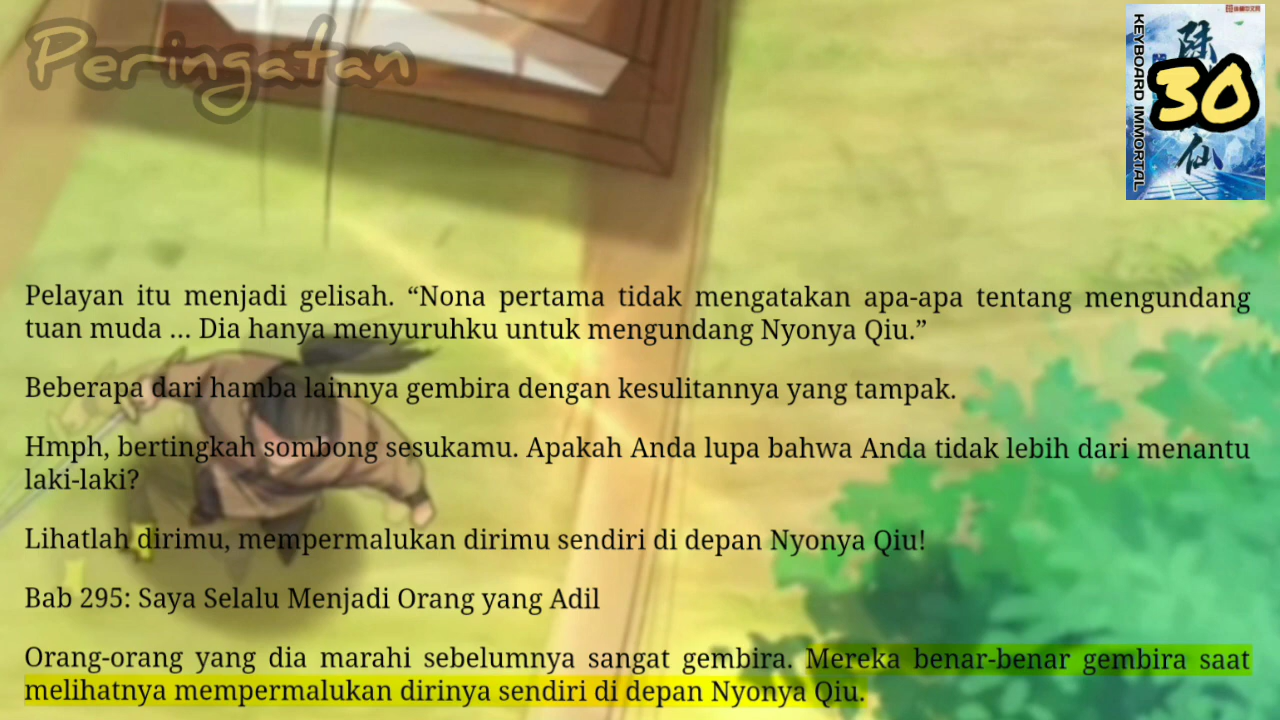 Peringatan
KEYBOARD IMMORTAL
30
仙
Pelayan itu menjadi gelisah. “Nona pertama tidak mengatakan apa-apa tentang mengundang
tuan muda ... Dia hanya menyuruhku untuk mengundang Nyonya Qiu.”
Beberapa dari hamba lainnya gembira dengan kesulitannya yang tampak.
Hmph, bertingkah sombong sesukamu. Apakah Anda lupa bahwa Anda tidak lebih dari menantu
laki-laki?
Lihatlah dirimu, mempermalukan dirimu sendiri di depan Nyonya Qiu!
Bab 295: Saya Selalu Menjadi Orang yang Adil
Orang-orang yang dia marahi sebelumnya sangat gembira. Mereka benar-benar gembira saat
melihatnya mempermalukan dirinya sendiri di depan Nyonya Qiu.